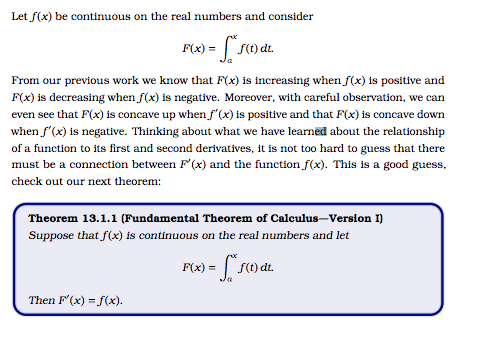 Let f(x) be continuous on the real numbers and consider
F(x) = ∫ₐˣ f(t) dt.
From our previous work we know that F(x) is increasing when f(x) is positive and
F(x) is decreasing when f(x) is negative. Moreover, with careful observation, we can
even see that F(x) is concave up when f′(x) is positive and that F(x) is concave down
when f′(x) is negative. Thinking about what we have learned about the relationship
of a function to its first and second derivatives, it is not too hard to guess that there
must be a connection between F′(x) and the function f(x). This is a good guess,
check out our next theorem:
Theorem 13.1.1 (Fundamental Theorem of Calculus—Version I)
Suppose that f(x) is continuous on the real numbers and let
F(x) = ∫ₐˣ f(t) dt.
Then F′(x) = f(x).